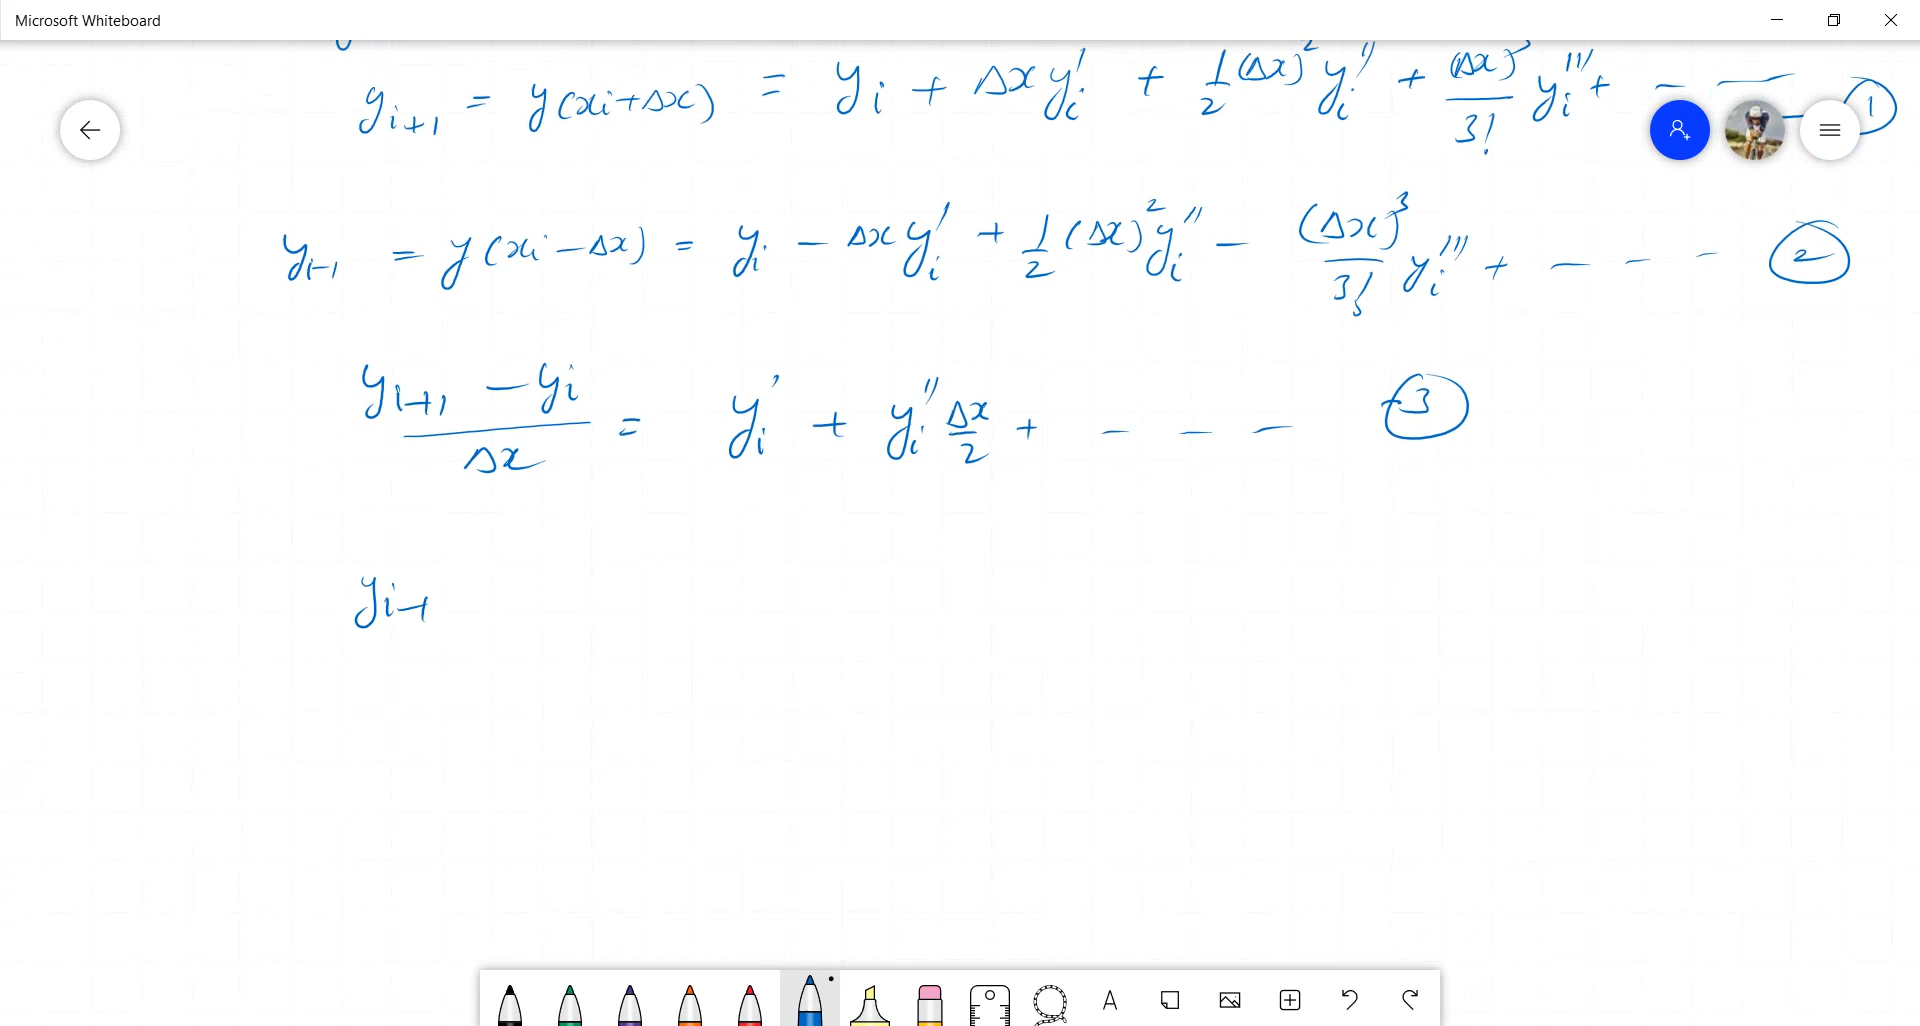 Microsoft Whiteboard
y_{i+1} = y(xi+Δx) = y_i + Δx y_i' + 1/2 (Δx)^2 y_i'' + (Δx)^3/3! y_i''' + - — — ①
y_{i-1} = y(xi-Δx) = y_i - Δx y_i' + 1/2 (Δx)^2 y_i'' - (Δx)^3/3! y_i''' + - - - ②
(y_{i+1} - y_i)/Δx = y_i' + y_i'' Δx/2 + - - - ③
y_{i-1}
A